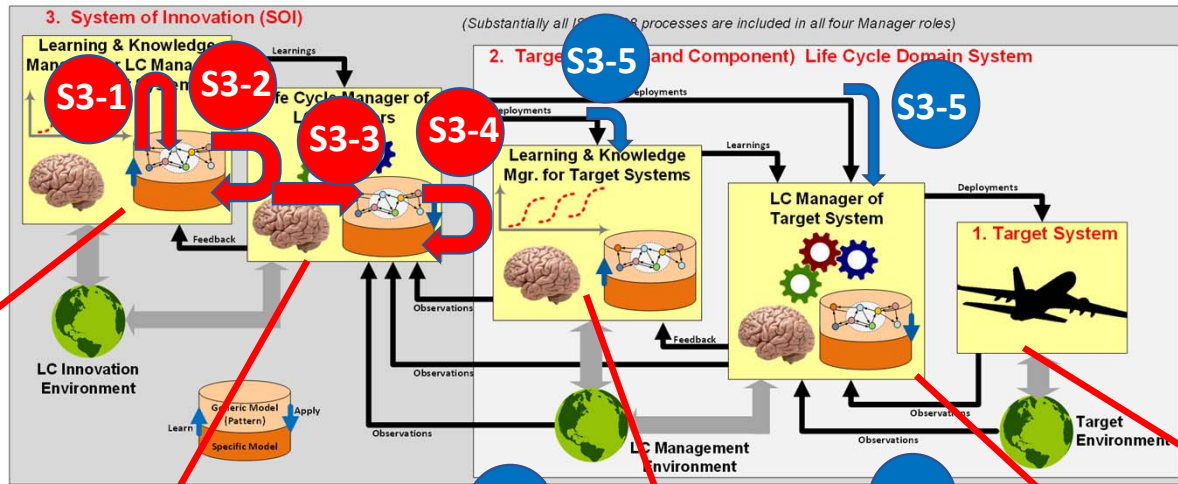 3. System of Innovation (SOI)
(Substantially all processes are included in all four Manager roles)
Learning & Knowledge
LC
S3-1
S3-2
Learnings
Cycle Manager of
S3-3
S3-4
Feedback
LC Innovation
Environment
Generic Model
(Pattern)
Specific Model
Learn
Apply
2. and Component) Life Cycle Domain System
S3-5
S3-5
Deployments
Learning & Knowledge
Mgr. for Target Systems
Learnings
LC Manager of
Target System
Deployments
1. Target System
Observations
Feedback
Observations
Observations
Observations
Observations
LC Management
Environment
Target
Environment